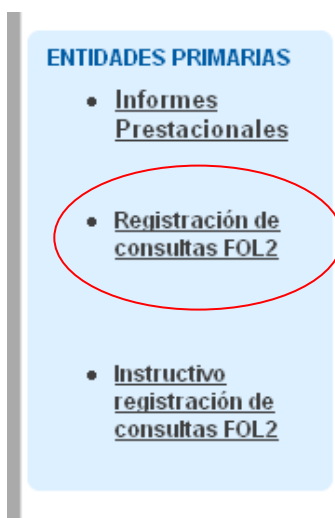 ENTIDADES PRIMARIAS
Informes
Prestacionales
Registración de
consultas FOL2
Instructivo
registración de
consultas FOL2